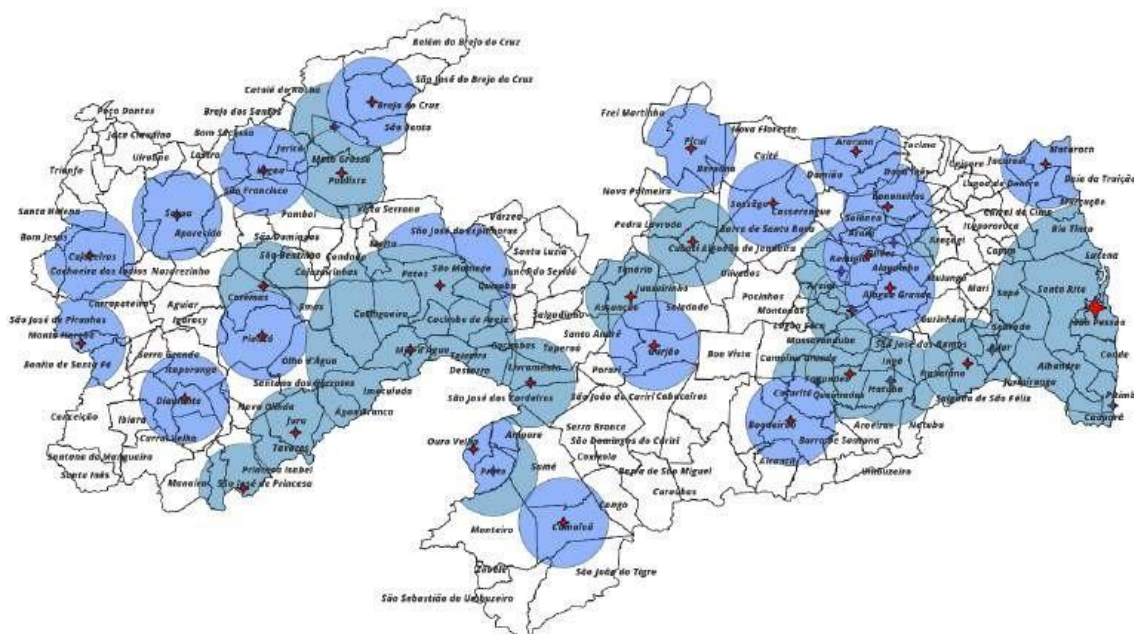 Belém do Brejo do Cruz
São José do Brejo do Cruz
Catolé do Rocha
Brejo do Cruz
Brejo dos Santos
São Bento
Poço Dantas
Bom Sucesso
Joca Claudino
Jericó
Mato Grosso
Uiraúna
Lastro
Triunfo
Lagoa
Paulista
São Francisco
Santa Helena
Sousa
Pombal
Vista Serrana
Bom Jesus
Aparecida
São Domingos
Malta
São José de Espinharas
Várzea
Cajazeiras
São Bentinho
Condado
Santa Luzia
Cachoeira dos Índios
Nazarezinho
Cajazeirinhas
Patos
São Mamede
Junco do Seridó
Carrapateira
Aguiar
Coremas
Quixaba
São José de Piranhas
Igaracy
Emas
Catingueira
Cacimba de Areia
Salgadinho
Monte Horebe
Piancó
Serra Grande
Olho d'Água
Mãe d'Água
Teixeira
Taperoá
Bonito de Santa Fé
Itaporanga
Santana dos Garrotes
Desterro
Livramento
Diamante
Nova Olinda
Imaculada
São José dos Cordeiros
Conceição
Ibiara
Água Branca
Curral Velho
Juru
Santana de Mangueira
Tavares
Ouro Velho
Amparo
Santa Inês
Princesa Isabel
Manaíra
São José de Princesa
Prata
Sumé
Congo
Camalaú
Monteiro
Zabelê
São João do Tigre
São Sebastião do Umbuzeiro
Frei Martinho
Picuí
Nova Floresta
Araruna
Tacima
Mataraca
Cuité
Jacaraú
Baraúna
Damião
Dona Inês
Lagoa de Dentro
Baía da Traição
Nova Palmeira
Bananeiras
Marcação
Sossêgo
Casserengue
Solânea
Curral de Cima
Pedra Lavrada
Barra de Santa Rosa
Itapororoca
Rio Tinto
Cubati
Algodão de Jandaíra
Araçagi
Capim
Remígio
Tenório
Alagoinha
Lucena
Juazeirinho
Olivedos
Mulungu
Assunção
Alagoa Grande
Mari
Sapé
Santa Rita
Soledade
Pocinhos
Montadas
Gurinhém
João Pessoa
Santo André
Lagoa Seca
Massaranduba
Gurjão
Boa Vista
Campina Grande
São José dos Ramos
Conde
Parari
Ingá
Itabaiana
Alhandra
Fagundes
Itatuba
Juripiranga
São João do Cariri
Cabaceiras
Caturité
Queimadas
Salgado de São Félix
Caaporã
Serra Branca
Boqueirão
Aroeiras
Natuba
São Domingos do Cariri
Barra de Santana
Coxixola
Alcantil
Umbuzeiro
Barra de São Miguel
Caraúbas